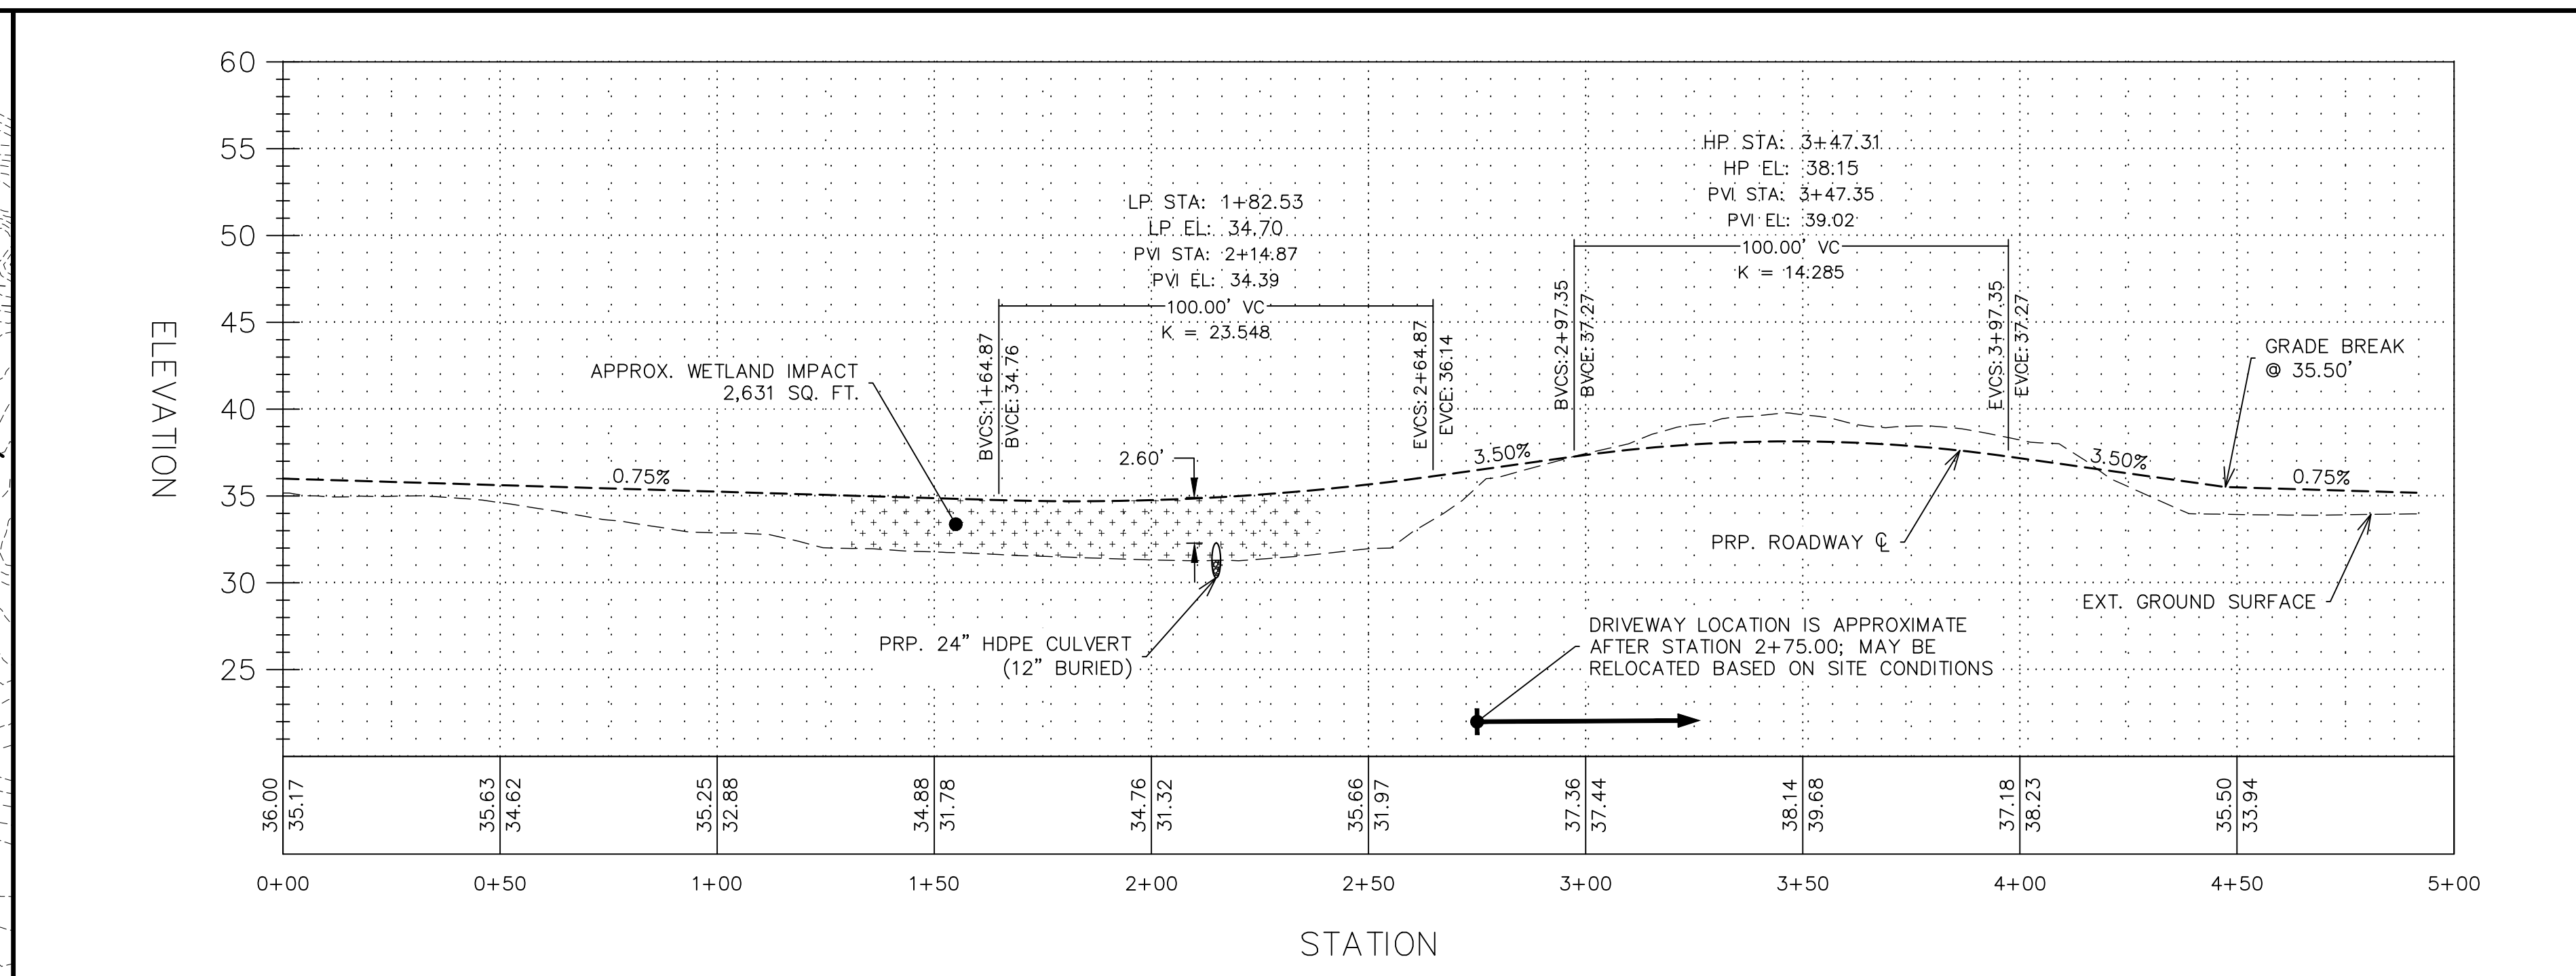 ELEVATION
60
55
50
45
40
35
30
25
HP STA: 3+47.31
HP EL: 38.15
PVI STA: 3+47.35
PVI EL: 39.02
100.00' VC
K = 14.285
LP STA: 1+82.53
LP EL: 34.70
PVI STA: 2+14.87
PVI EL: 34.39
100.00' VC
K = 23.548
BVCS: 1+64.87
BVCE: 34.76
EVCS: 2+64.87
EVCE: 36.14
BVCS: 2+97.35
BVCE: 37.27
EVCS: 3+97.35
EVCE: 37.27
GRADE BREAK
@ 35.50'
APPROX. WETLAND IMPACT
2,631 SQ. FT.
2.60'
0.75%
3.50%
3.50%
0.75%
PRP. ROADWAY ℄
EXT. GROUND SURFACE
PRP. 24" HDPE CULVERT
(12" BURIED)
DRIVEWAY LOCATION IS APPROXIMATE
AFTER STATION 2+75.00; MAY BE
RELOCATED BASED ON SITE CONDITIONS
36.00
35.17
35.63
34.62
35.25
32.88
34.88
31.78
34.76
31.32
35.66
31.97
37.36
37.44
38.14
39.68
37.18
38.23
35.50
33.94
0+00 0+50 1+00 1+50 2+00 2+50 3+00 3+50 4+00 4+50 5+00
STATION